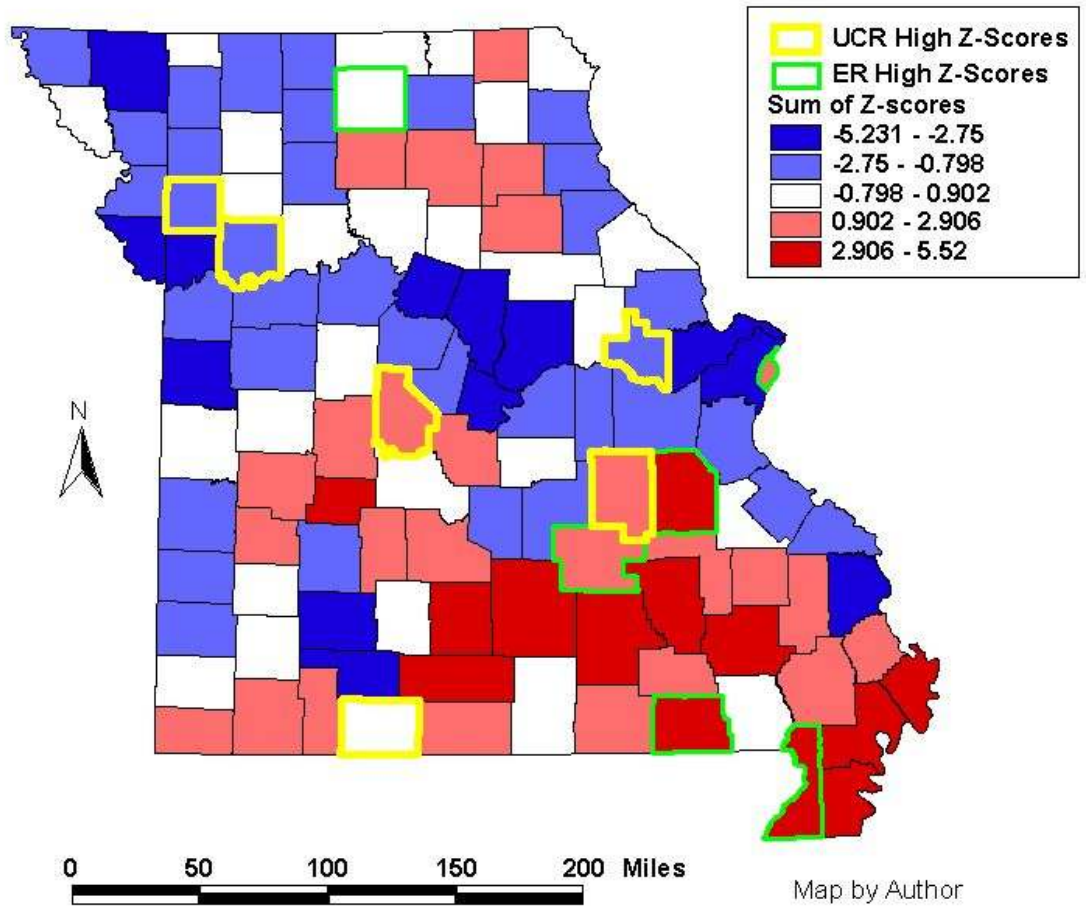 UCR High Z-Scores
ER High Z-Scores
Sum of Z-scores
-5.231 - -2.75
-2.75 - -0.798
-0.798 - 0.902
0.902 - 2.906
2.906 - 5.52
N
0 50 100 150 200 Miles
Map by Author